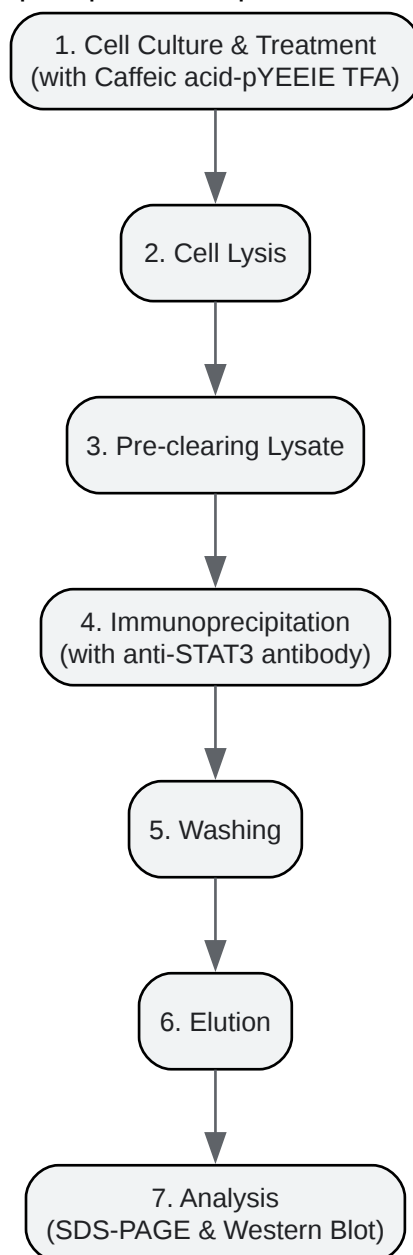 1. Cell Culture & Treatment
(with Caffeic acid-pYEEIE TFA)
2. Cell Lysis
3. Pre-clearing Lysate
4. Immunoprecipitation
(with anti-STAT3 antibody)
5. Washing
6. Elution
7. Analysis
(SDS-PAGE & Western Blot)